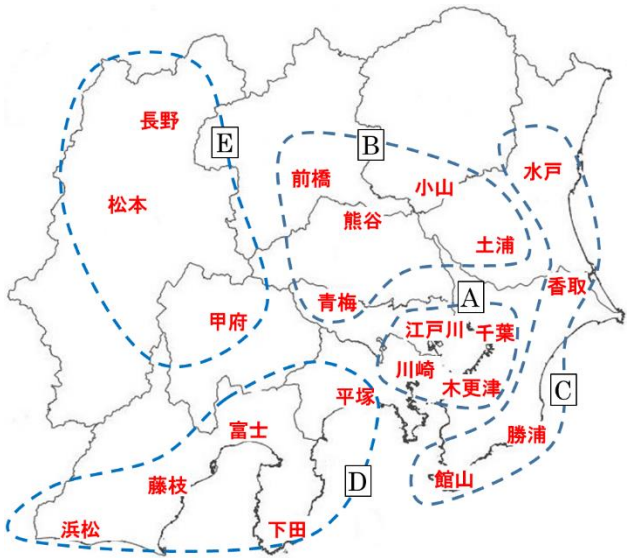 長野
E
B
前橋
小山
水戸
松本
熊谷
土浦
青梅
A
香取
甲府
江戸川
千葉
川崎
木更津
平塚
C
富士
勝浦
藤枝
D
館山
浜松
下田